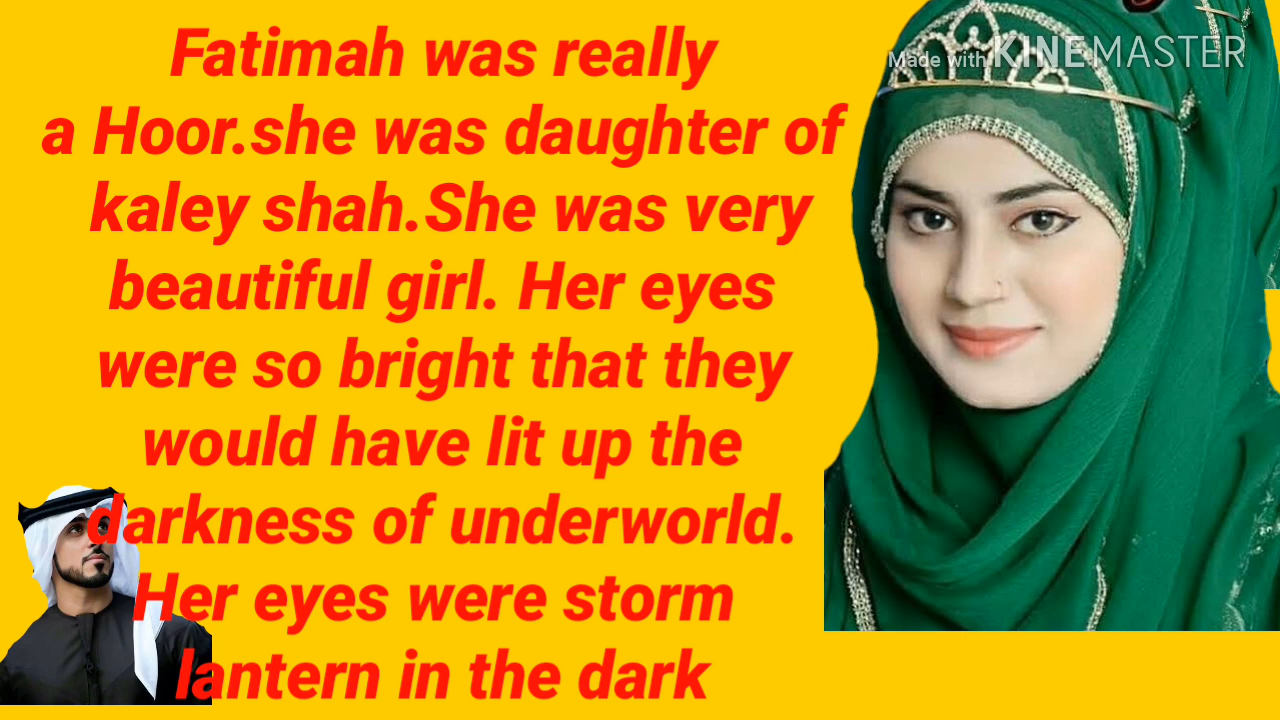 Made with KINEMASTER
Fatimah was really
a Hoor.she was daughter of
kaley shah.She was very
beautiful girl. Her eyes
were so bright that they
would have lit up the
darkness of underworld.
Her eyes were storm
lantern in the dark